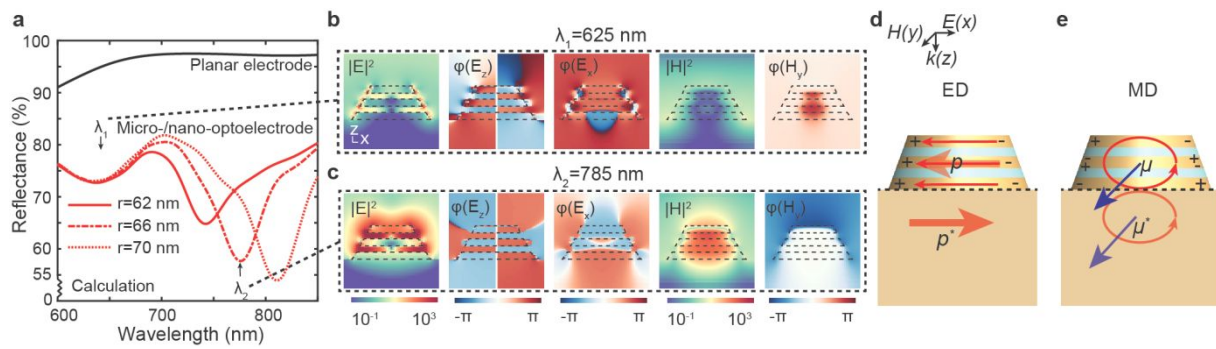 a
Reflectance (%)
100
90
80
70
60
55
5
0
Planar electrode
λ1
Micro-/nano-optoelectrode
r=62 nm
r=66 nm
r=70 nm
λ2
Calculation
600
700
800
Wavelength (nm)
b
λ1=625 nm
|E|²
φ(Ez)
φ(Ex)
|H|²
φ(Hy)
z
x
c
λ2=785 nm
|E|²
φ(Ez)
φ(Ex)
|H|²
φ(Hy)
10⁻¹ 10³
-π π
-π π
10⁻¹ 10³
-π π
d
H(y) E(x)
k(z)
ED
+ -
+ p -
+ -
p*
e
MD
+ -
- μ +
+ -
μ*